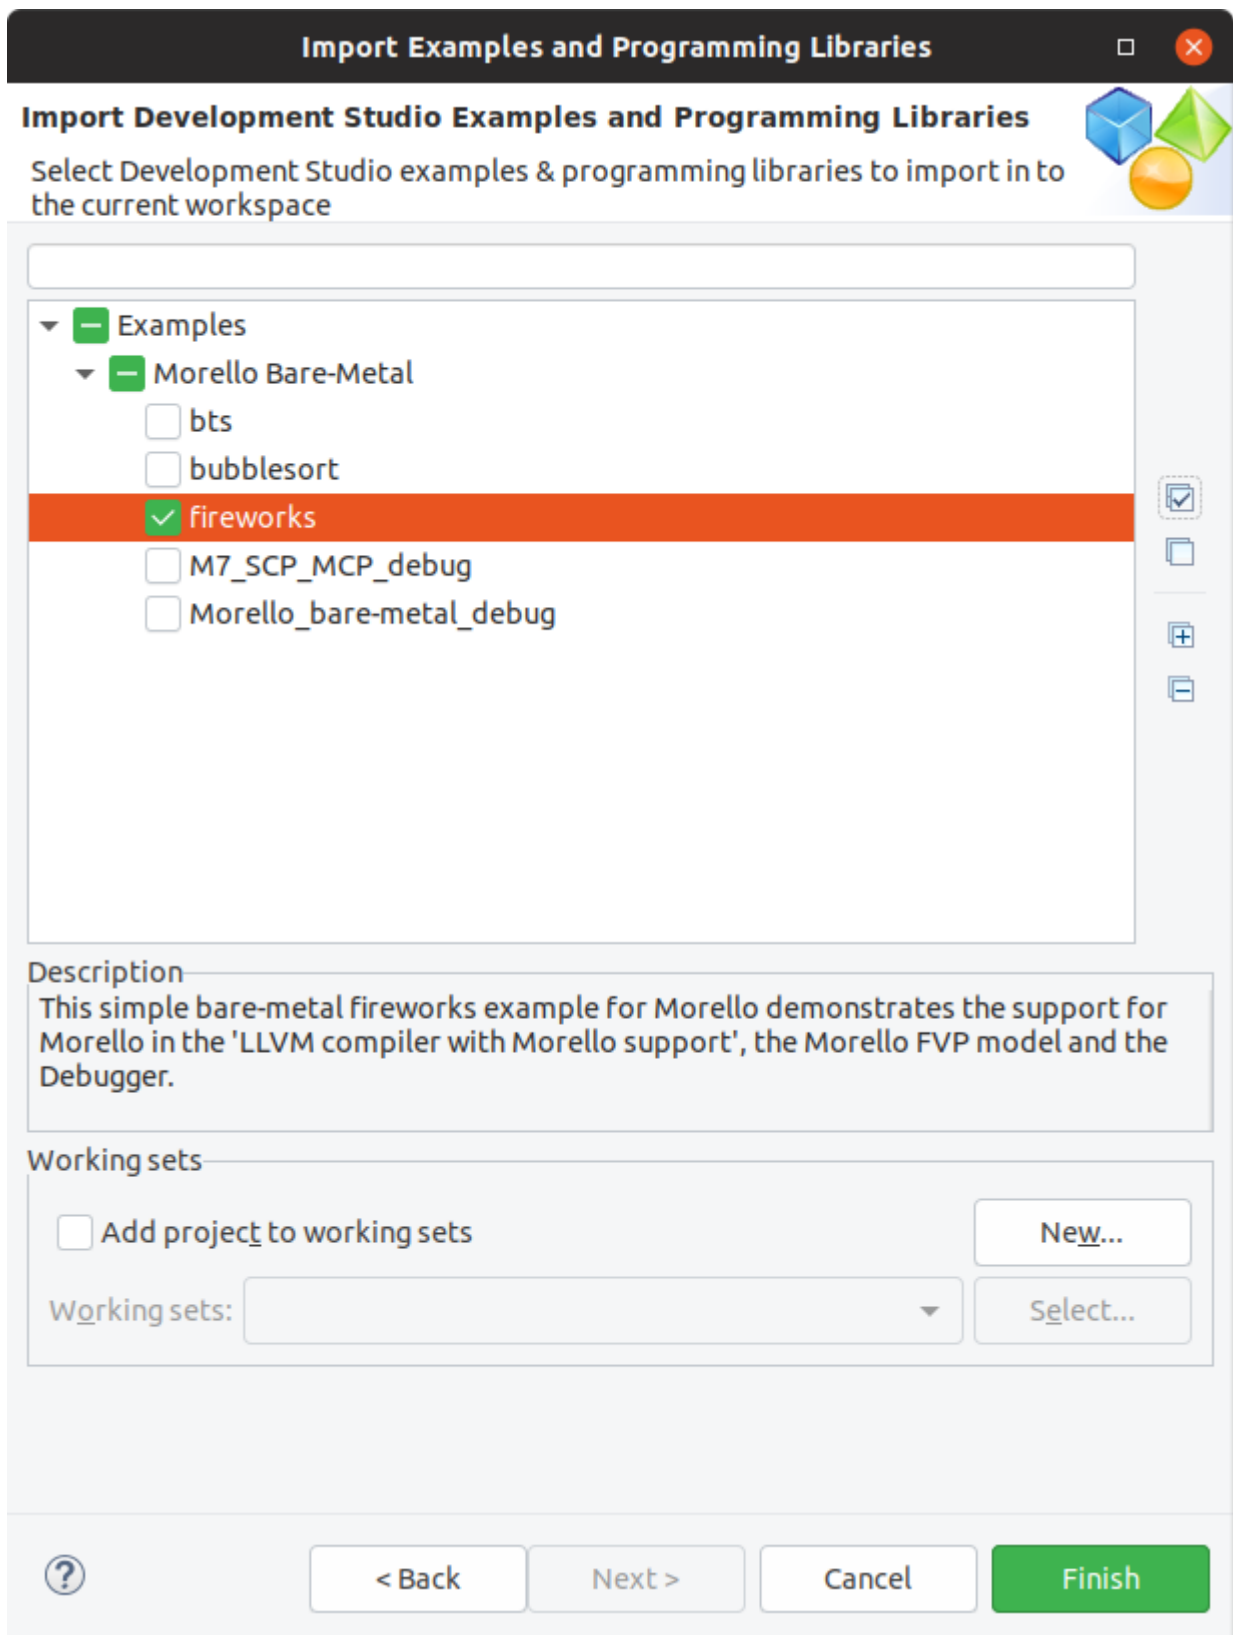 Import Examples and Programming Libraries
Import Development Studio Examples and Programming Libraries
Select Development Studio examples & programming libraries to import in to
the current workspace
Examples
Morello Bare-Metal
bts
bubblesort
fireworks
M7_SCP_MCP_debug
Morello_bare-metal_debug
Description
This simple bare-metal fireworks example for Morello demonstrates the support for
Morello in the 'LLVM compiler with Morello support', the Morello FVP model and the
Debugger.
Working sets
Add project to working sets
New...
Working sets:
Select...
?
< Back
Next >
Cancel
Finish